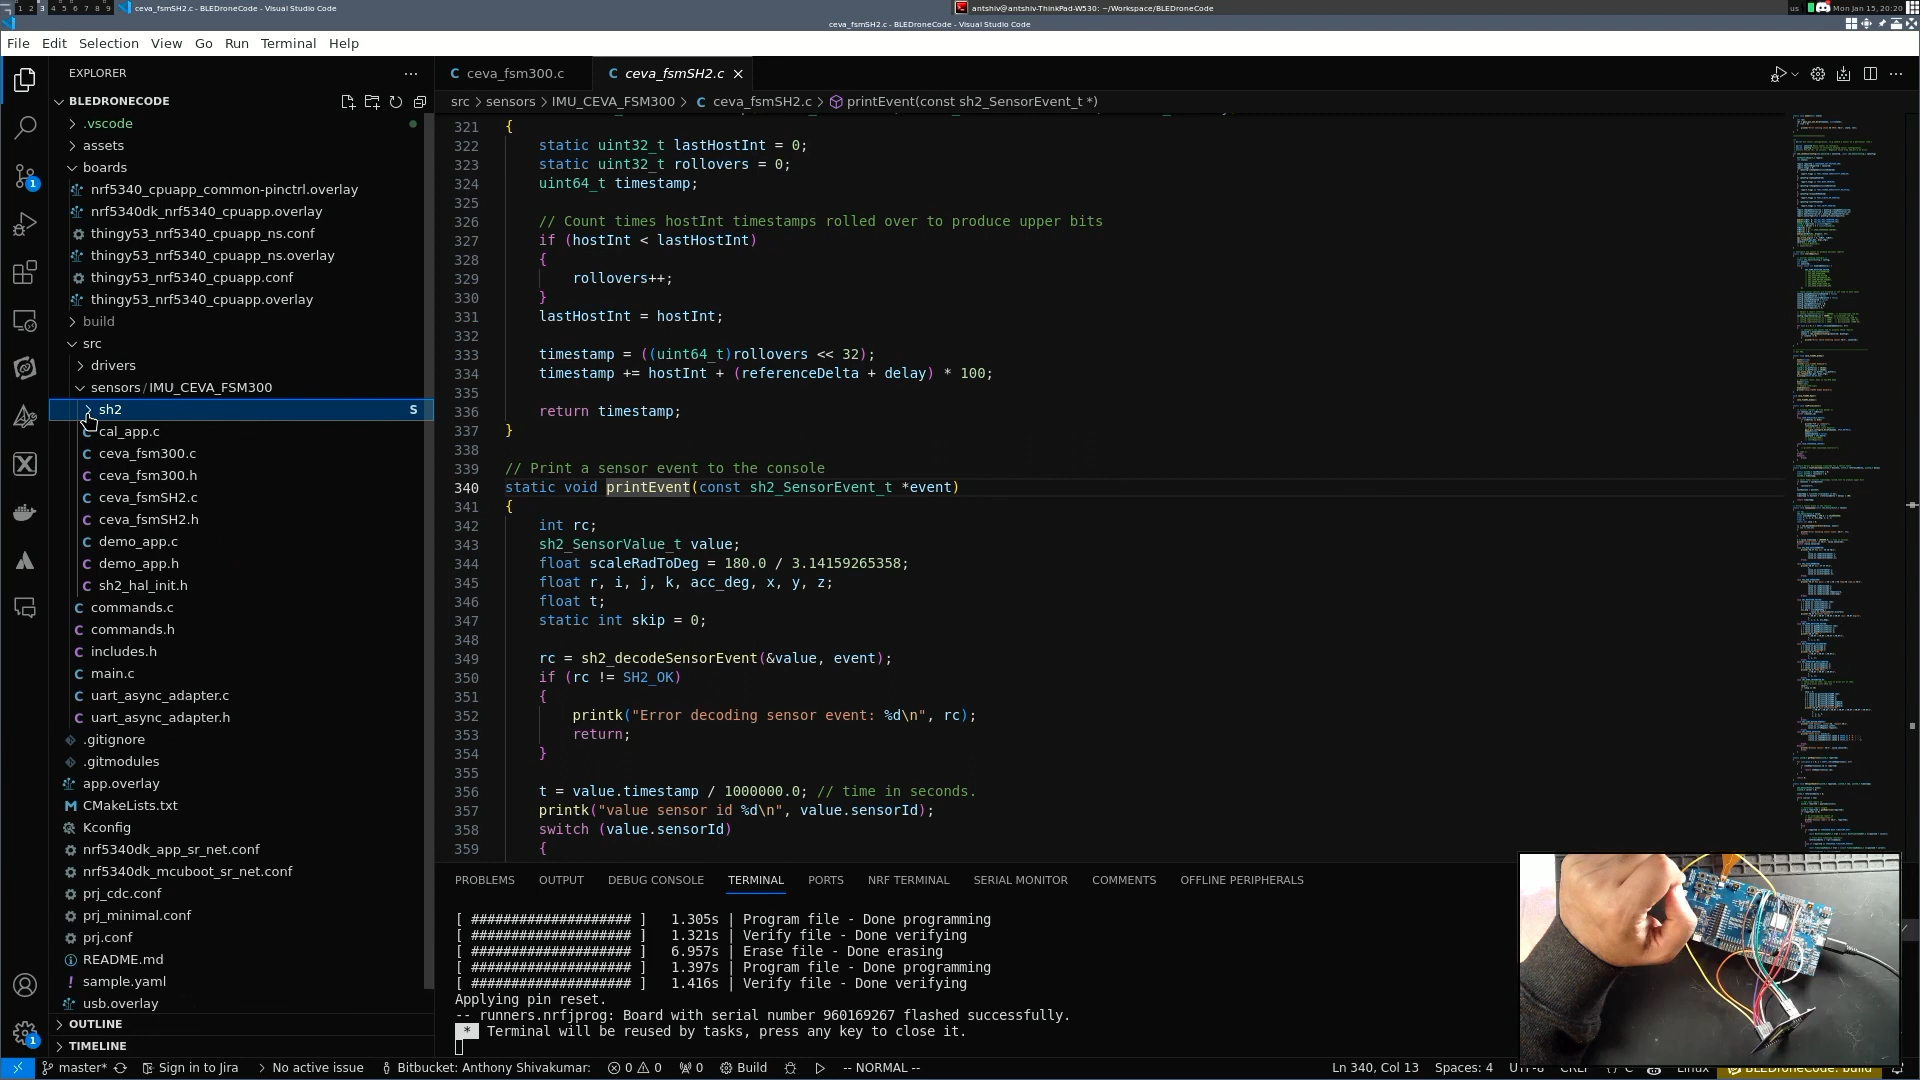 1 2 3 4 5 6 7 8 9 ceva_fsmSH2.c - BLEDroneCode - Visual Studio Code
antshiv@antshiv-ThinkPad-W530: ~/Workspace/BLEDroneCode
us Mon Jan 15, 20:20
ceva_fsmSH2.c - BLEDroneCode - Visual Studio Code
File Edit Selection View Go Run Terminal Help
EXPLORER
BLEDRONECODE
.vscode
assets
boards
nrf5340_cpuapp_common-pinctrl.overlay
nrf5340dk_nrf5340_cpuapp.overlay
thingy53_nrf5340_cpuapp_ns.conf
thingy53_nrf5340_cpuapp_ns.overlay
thingy53_nrf5340_cpuapp.conf
thingy53_nrf5340_cpuapp.overlay
build
src
drivers
sensors/IMU_CEVA_FSM300
sh2 S
cal_app.c
ceva_fsm300.c
ceva_fsm300.h
ceva_fsmSH2.c
ceva_fsmSH2.h
demo_app.c
demo_app.h
sh2_hal_init.h
commands.c
commands.h
includes.h
main.c
uart_async_adapter.c
uart_async_adapter.h
.gitignore
.gitmodules
app.overlay
CMakeLists.txt
Kconfig
nrf5340dk_app_sr_net.conf
nrf5340dk_mcuboot_sr_net.conf
prj_cdc.conf
prj_minimal.conf
prj.conf
README.md
sample.yaml
usb.overlay
OUTLINE
TIMELINE
ceva_fsm300.c
ceva_fsmSH2.c
src > sensors > IMU_CEVA_FSM300 > ceva_fsmSH2.c > printEvent(const sh2_SensorEvent_t *)
321 {
322 static uint32_t lastHostInt = 0;
323 static uint32_t rollovers = 0;
324 uint64_t timestamp;
325
326 // Count times hostInt timestamps rolled over to produce upper bits
327 if (hostInt < lastHostInt)
328 {
329 rollovers++;
330 }
331 lastHostInt = hostInt;
332
333 timestamp = ((uint64_t)rollovers << 32);
334 timestamp += hostInt + (referenceDelta + delay) * 100;
335
336 return timestamp;
337 }
338
339 // Print a sensor event to the console
340 static void printEvent(const sh2_SensorEvent_t *event)
341 {
342 int rc;
343 sh2_SensorValue_t value;
344 float scaleRadToDeg = 180.0 / 3.14159265358;
345 float r, i, j, k, acc_deg, x, y, z;
346 float t;
347 static int skip = 0;
348
349 rc = sh2_decodeSensorEvent(&value, event);
350 if (rc != SH2_OK)
351 {
352 printk("Error decoding sensor event: %d\n", rc);
353 return;
354 }
355
356 t = value.timestamp / 1000000.0; // time in seconds.
357 printk("value sensor id %d\n", value.sensorId);
358 switch (value.sensorId)
359 {
PROBLEMS OUTPUT DEBUG CONSOLE TERMINAL PORTS NRF TERMINAL SERIAL MONITOR COMMENTS OFFLINE PERIPHERALS
[ #################### ] 1.305s | Program file - Done programming
[ #################### ] 1.321s | Verify file - Done verifying
[ #################### ] 6.957s | Erase file - Done erasing
[ #################### ] 1.397s | Program file - Done programming
[ #################### ] 1.416s | Verify file - Done verifying
Applying pin reset.
-- runners.nrfjprog: Board with serial number 960169267 flashed successfully.
* Terminal will be reused by tasks, press any key to close it.
master* Sign in to Jira No active issue Bitbucket: Anthony Shivakumar: 0 0 0 Build -- NORMAL --
Ln 340, Col 13 Spaces: 4